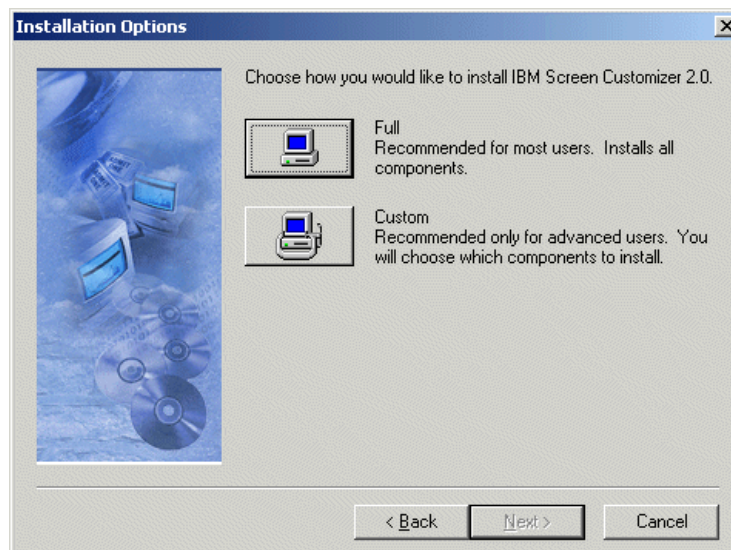 Installation Options
Choose how you would like to install IBM Screen Customizer 2.0.
Full
Recommended for most users. Installs all
components.
Custom
Recommended only for advanced users. You
will choose which components to install.
< Back
Next >
Cancel